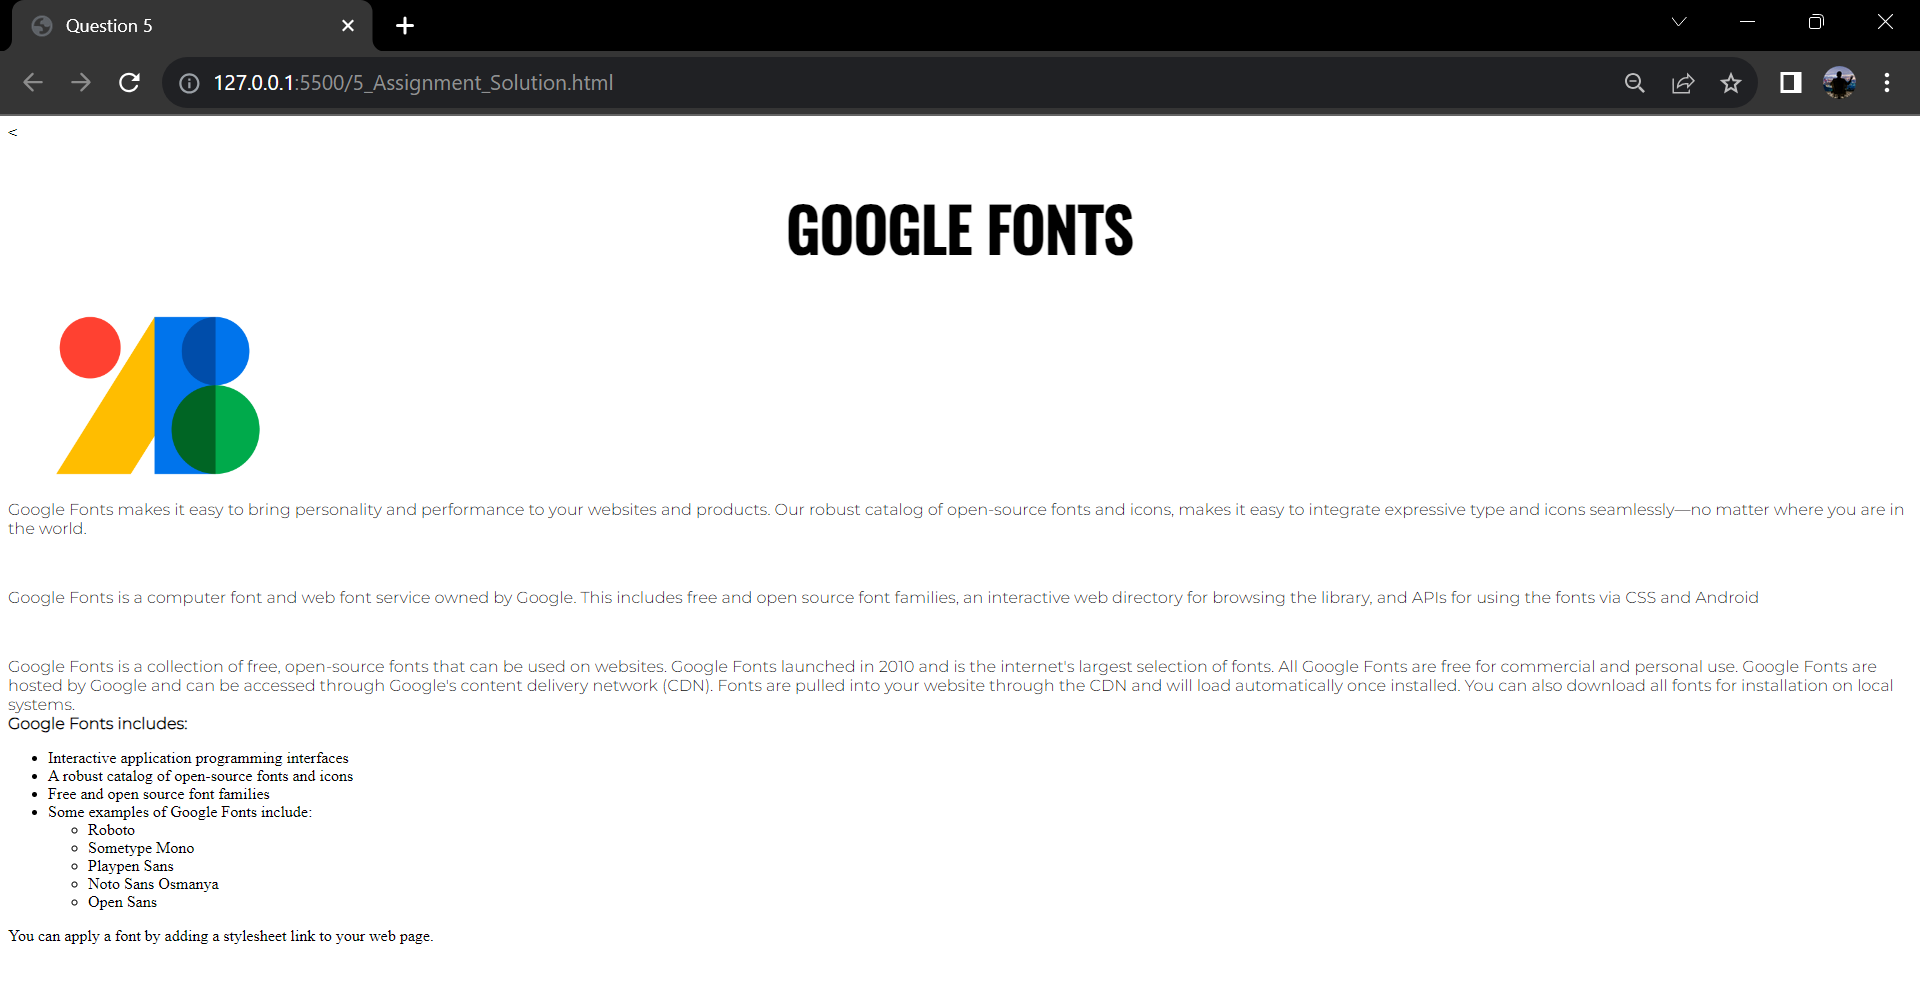 Question 5
127.0.0.1:5500/5_Assignment_Solution.html
<
GOOGLE FONTS
Google Fonts makes it easy to bring personality and performance to your websites and products. Our robust catalog of open-source fonts and icons, makes it easy to integrate expressive type and icons seamlessly—no matter where you are in
the world.
Google Fonts is a computer font and web font service owned by Google. This includes free and open source font families, an interactive web directory for browsing the library, and APIs for using the fonts via CSS and Android
Google Fonts is a collection of free, open-source fonts that can be used on websites. Google Fonts launched in 2010 and is the internet's largest selection of fonts. All Google Fonts are free for commercial and personal use. Google Fonts are
hosted by Google and can be accessed through Google's content delivery network (CDN). Fonts are pulled into your website through the CDN and will load automatically once installed. You can also download all fonts for installation on local
systems.
Google Fonts includes:
Interactive application programming interfaces
A robust catalog of open-source fonts and icons
Free and open source font families
Some examples of Google Fonts include:
Roboto
Sometype Mono
Playpen Sans
Noto Sans Osmanya
Open Sans
You can apply a font by adding a stylesheet link to your web page.